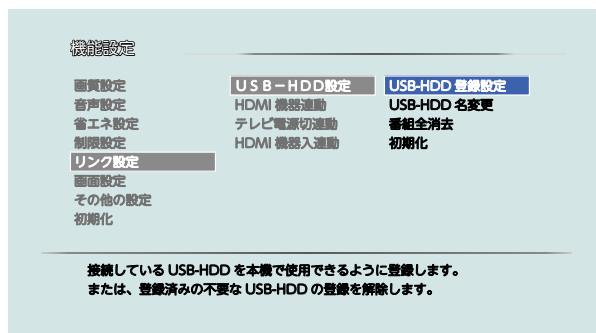 機能設定
画質設定
音声設定
省エネ設定
制限設定
リンク設定
画面設定
その他の設定
初期化
USB-HDD設定
HDMI 機器連動
テレビ電源切連動
HDMI 機器入連動
USB-HDD 登録設定
USB-HDD 名変更
番組全消去
初期化
接続している USB-HDD を本機で使用できるように登録します。
または、登録済みの不要な USB-HDD の登録を解除します。